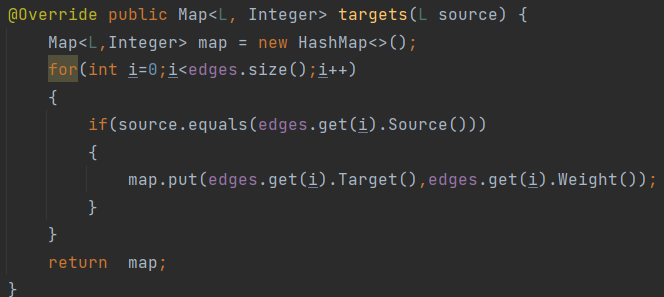 @Override public Map<L, Integer> targets(L source) {
    Map<L,Integer> map = new HashMap<>();
    for(int i=0;i<edges.size();i++)
    {
        if(source.equals(edges.get(i).Source()))
        {
            map.put(edges.get(i).Target(),edges.get(i).Weight());
        }
    }
    return  map;
}